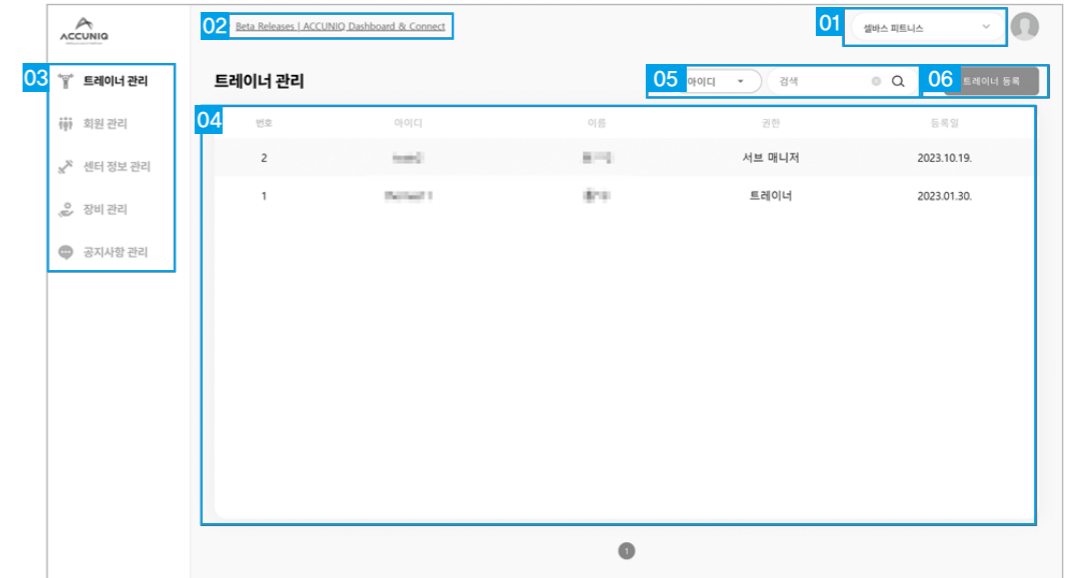 ACCUNIQ
02 Beta Releases | ACCUNIQ Dashboard & Connect
01 셀바스 피트니스
03 트레이너 관리
회원 관리
센터 정보 관리
장비 관리
공지사항 관리
트레이너 관리
05 아이디 검색
06 트레이너 등록
04 번호 아이디 이름 권한 등록일
2 서브 매니저 2023.10.19.
1 트레이너 2023.01.30.
1